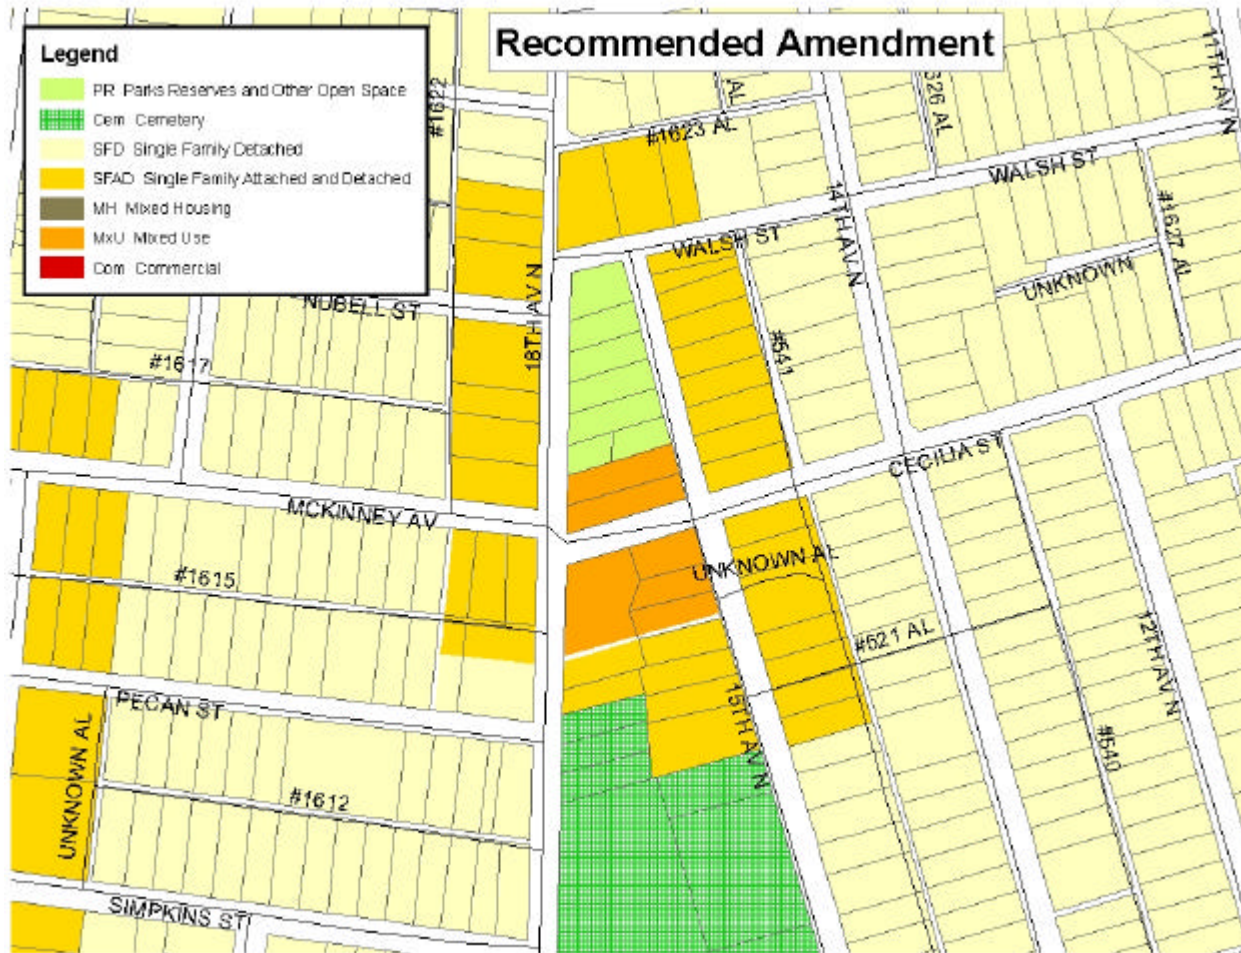 Recommended Amendment
Legend
PR Parks Reserves and Other Open Space
Cem Cemetery
SFD Single Family Detached
SFAD Single Family Attached and Detached
MH Mixed Housing
MxU Mixed Use
Com Commercial
#1622
AL
#1623 AL
326 AL
11TH AV N
WALSH ST
WALSH ST
14TH AV N
#1627 AL
UNKNOWN
18TH AV N
NUBELL ST
#1617
#541
CECILIA ST
MCKINNEY AV
#1615
UNKNOWN AL
#521 AL
12TH AV N
PECAN ST
UNKNOWN AL
15TH AV N
#540
#1612
SIMPKINS ST